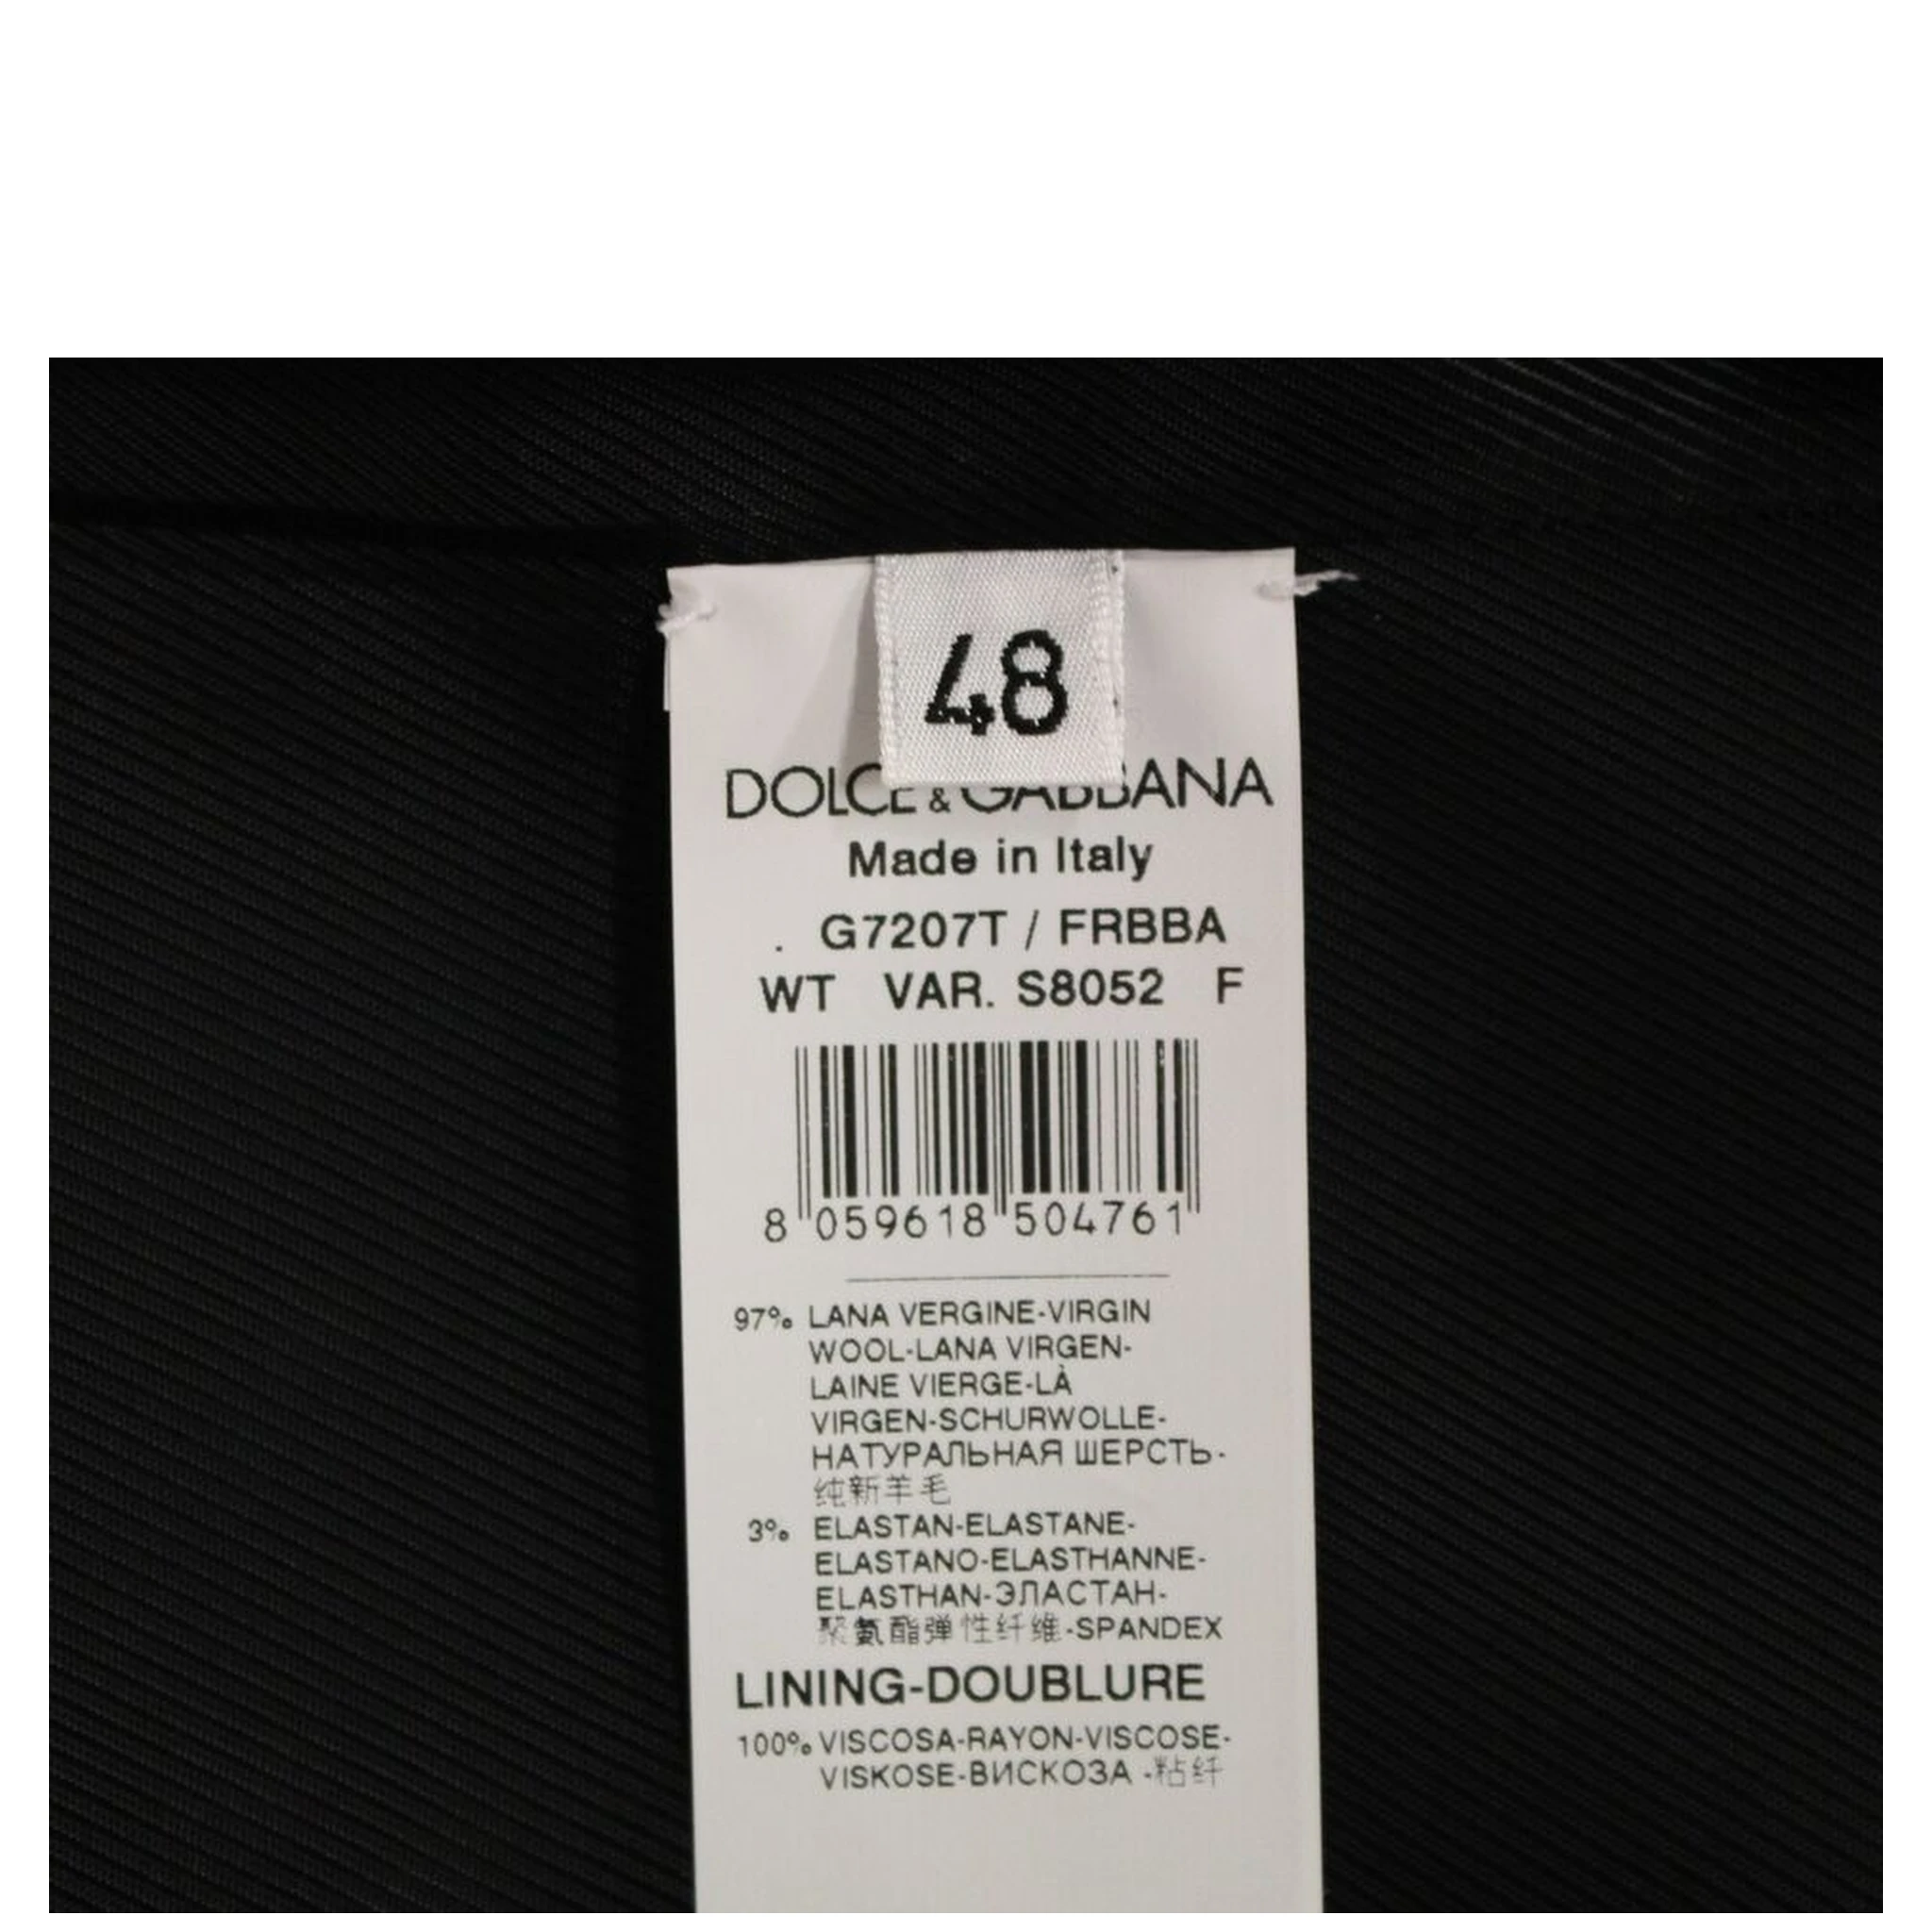 48
DOLCE & GABBANA
Made in Italy
. G7207T / FRBBA
WT VAR. S8052 F
8 059618 504761
97% LANA VERGINE-VIRGIN
WOOL-LANA VIRGEN-
LAINE VIERGE-LÀ
VIRGEN-SCHURWOLLE-
НАТУРАЛЬНАЯ ШЕРСТЬ-
纯新羊毛
3% ELASTAN-ELASTANE-
ELASTANO-ELASTHANNE-
ELASTHAN-ЭЛАСТАН-
聚氨酯弹性纤维-SPANDEX
LINING-DOUBLURE
100% VISCOSA-RAYON-VISCOSE-
VISKOSE-ВИСКОЗА -粘纤